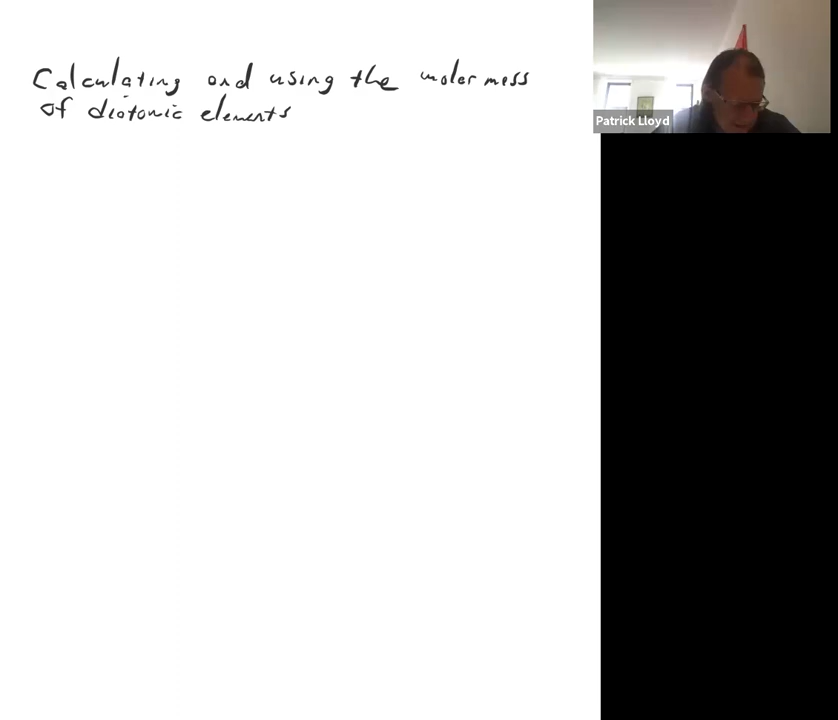 Calculating and using the molar mass
of diatomic elements
Patrick Lloyd